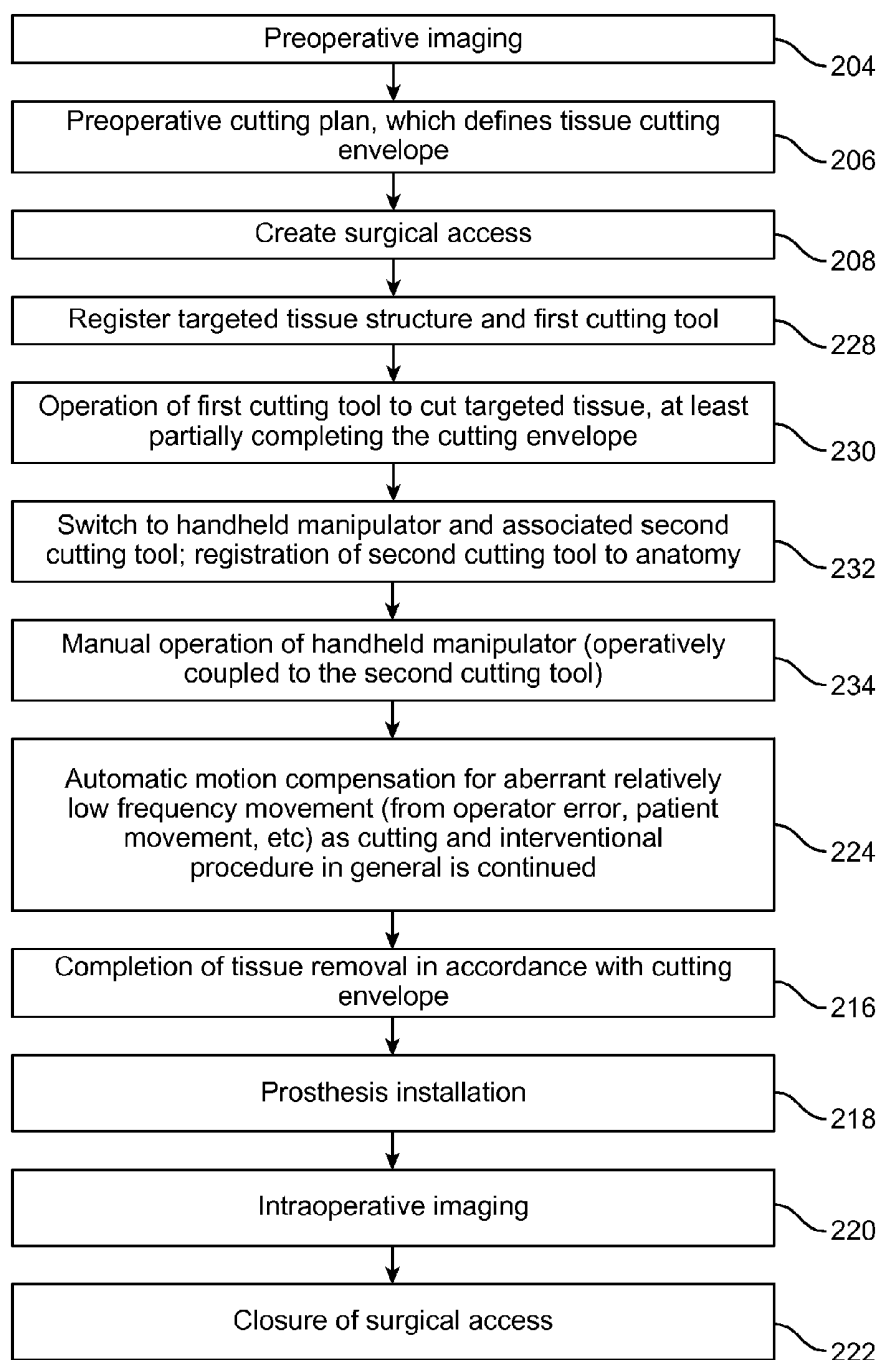 Preoperative imaging
204
Preoperative cutting plan, which defines tissue cutting
envelope
206
Create surgical access
208
Register targeted tissue structure and first cutting tool
228
Operation of first cutting tool to cut targeted tissue, at least
partially completing the cutting envelope
230
Switch to handheld manipulator and associated second
cutting tool; registration of second cutting tool to anatomy
232
Manual operation of handheld manipulator (operatively
coupled to the second cutting tool)
234
Automatic motion compensation for aberrant relatively
low frequency movement (from operator error, patient
movement, etc) as cutting and interventional
procedure in general is continued
224
Completion of tissue removal in accordance with cutting
envelope
216
Prosthesis installation
218
Intraoperative imaging
220
Closure of surgical access
222